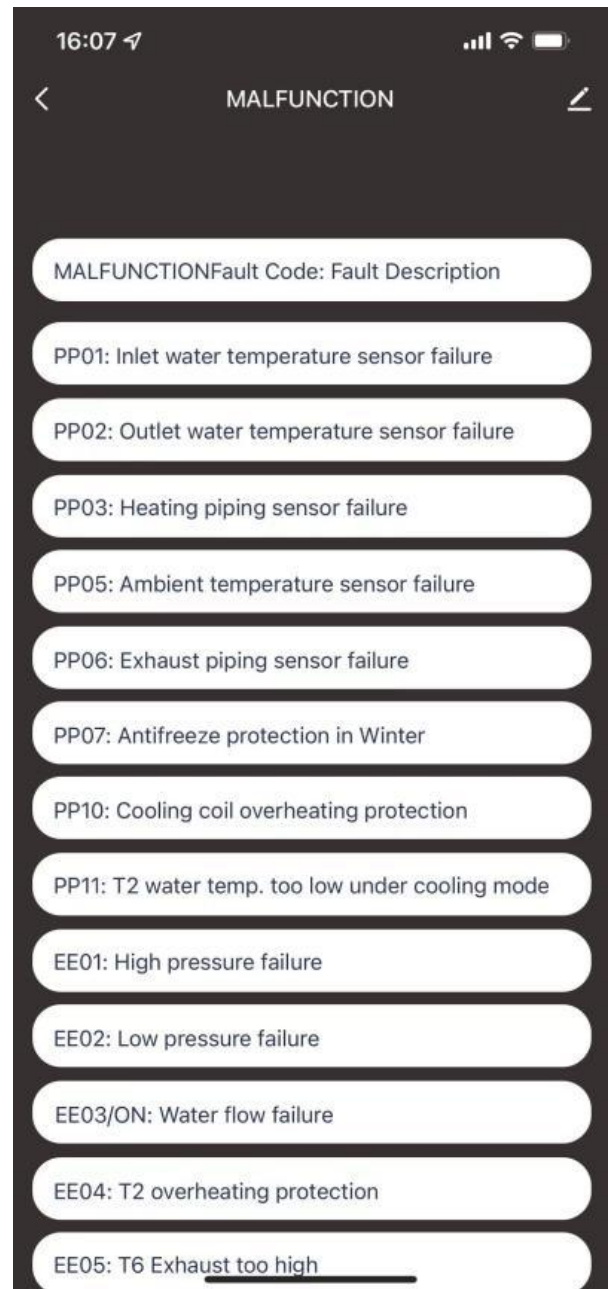 16:07
MALFUNCTION
MALFUNCTIONFault Code: Fault Description
PP01: Inlet water temperature sensor failure
PP02: Outlet water temperature sensor failure
PP03: Heating piping sensor failure
PP05: Ambient temperature sensor failure
PP06: Exhaust piping sensor failure
PP07: Antifreeze protection in Winter
PP10: Cooling coil overheating protection
PP11: T2 water temp. too low under cooling mode
EE01: High pressure failure
EE02: Low pressure failure
EE03/ON: Water flow failure
EE04: T2 overheating protection
EE05: T6 Exhaust too high